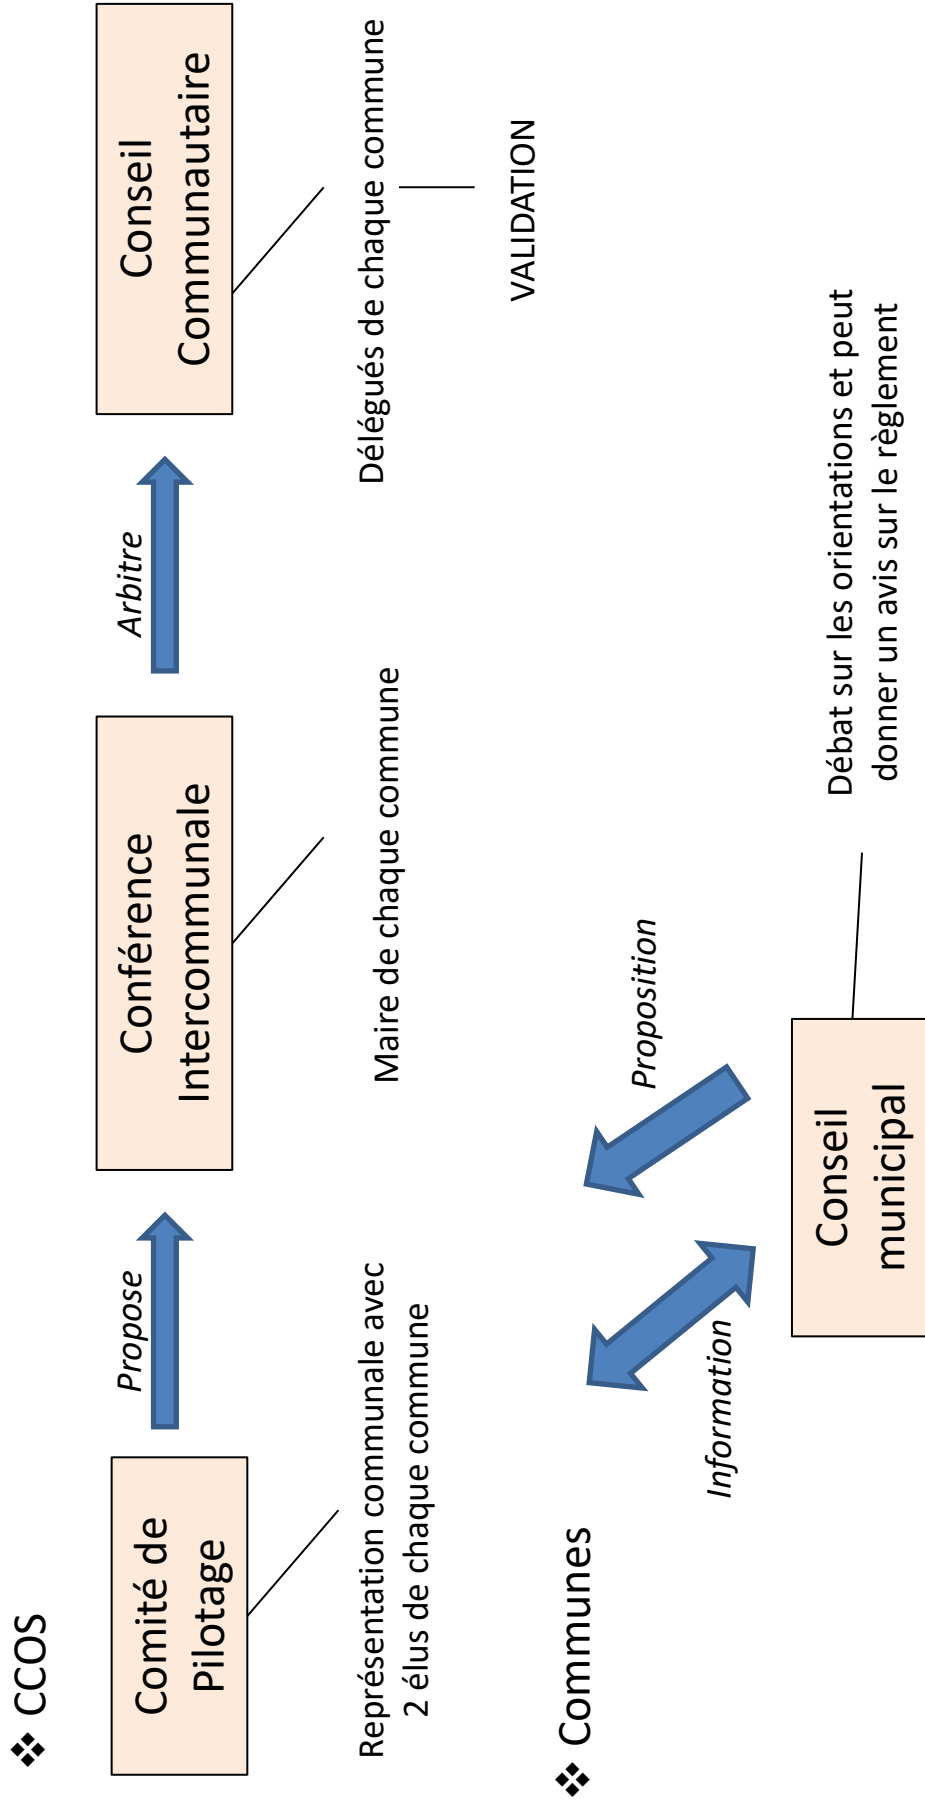 ❖ CCOS
Comité de
Pilotage
Propose
Conférence
Intercommunale
Arbitre
Conseil
Communautaire
Représentation communale avec
2 élus de chaque commune
Maire de chaque commune
Délégués de chaque commune
VALIDATION
❖ Communes
Information
Proposition
Conseil
municipal
Débat sur les orientations et peut
donner un avis sur le règlement